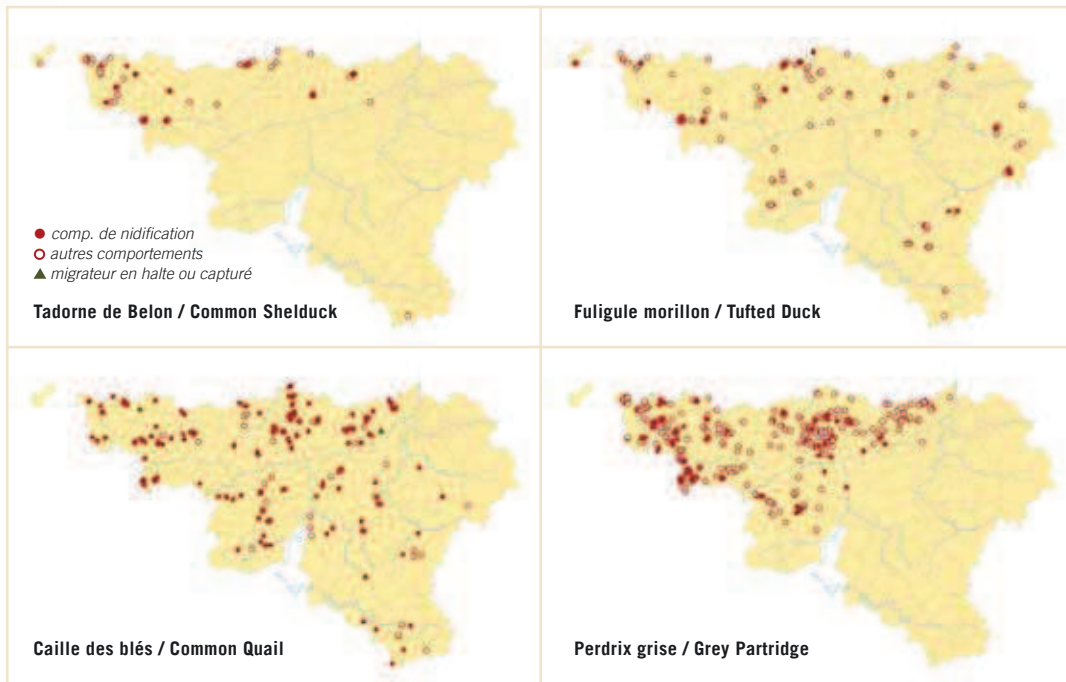 comp. de nidification
autres comportements
migrateur en halte ou capturé
Tadorne de Belon / Common Shelduck
Fuligule morillon / Tufted Duck
Caille des blés / Common Quail
Perdrix grise / Grey Partridge